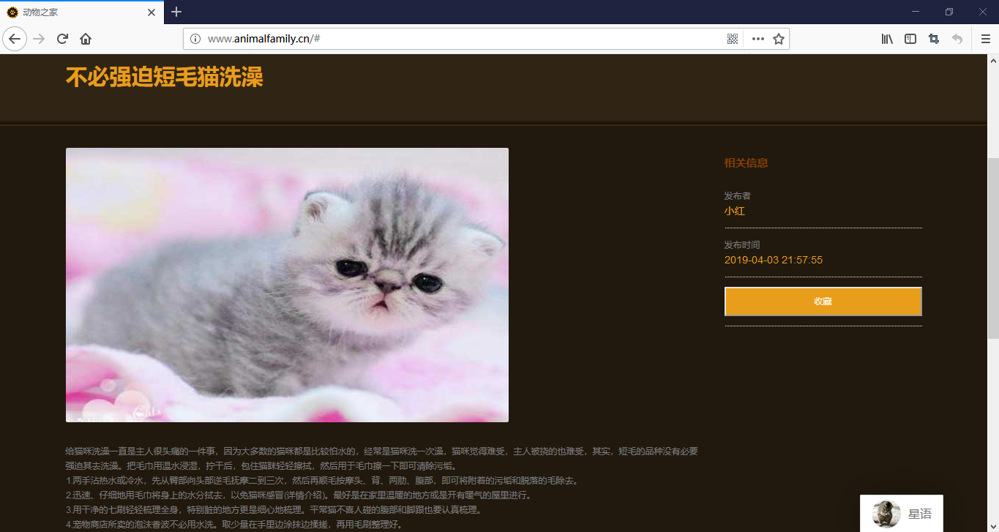 动物之家
www.animalfamily.cn/#
不必强迫短毛猫洗澡
相关信息
发布者
小红
发布时间
2019-04-03 21:57:55
收藏
给猫咪洗澡一直是主人很头痛的一件事，因为大多数的猫咪都是比较怕水的，经常是猫咪洗一次澡，猫咪觉得难受，主人被挠的也难受，其实，短毛的品种没有必要
强迫其去洗澡。把毛巾用温水浸湿，拧干后，包住猫眯轻轻擦拭，然后用于毛巾擦一下即可清除污垢。
1.两手沾热水或冷水，先从臀部向头部逆毛抚摩二到三次，然后再顺毛按摩头、背、两肋、腹部，即可将附着的污垢和脱落的毛除去。
2.迅速、仔细地用毛巾将身上的水分拭去，以免猫咪感冒(详情介绍)。最好是在家里温暖的地方或是开有暖气的屋里进行。
3.用干净的七刷轻轻梳理全身，特别脏的地方更是细心地梳理。平常猫不喜人碰的腹部和脚跟也要认真梳理。
4.宠物商店所卖的泡沫香波不必用水洗。取少量在手里边涂抹边揉搓，再用毛刷整理好。
星语